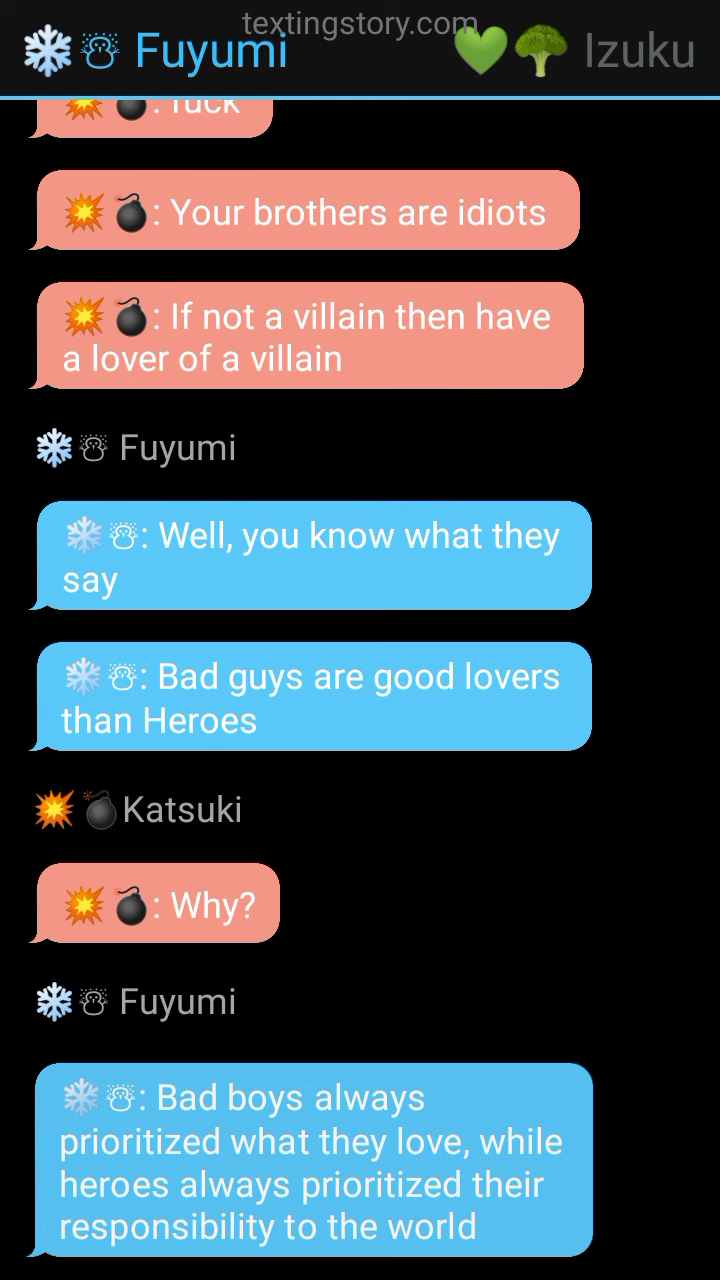 textingstory.com
❄️☃ Fuyumi
💚🥦 Izuku
💥💣: fuck
💥💣: Your brothers are idiots
💥💣: If not a villain then have
a lover of a villain
❄️☃ Fuyumi
❄️☃: Well, you know what they
say
❄️☃: Bad guys are good lovers
than Heroes
💥💣Katsuki
💥💣: Why?
❄️☃ Fuyumi
❄️☃: Bad boys always
prioritized what they love, while
heroes always prioritized their
responsibility to the world